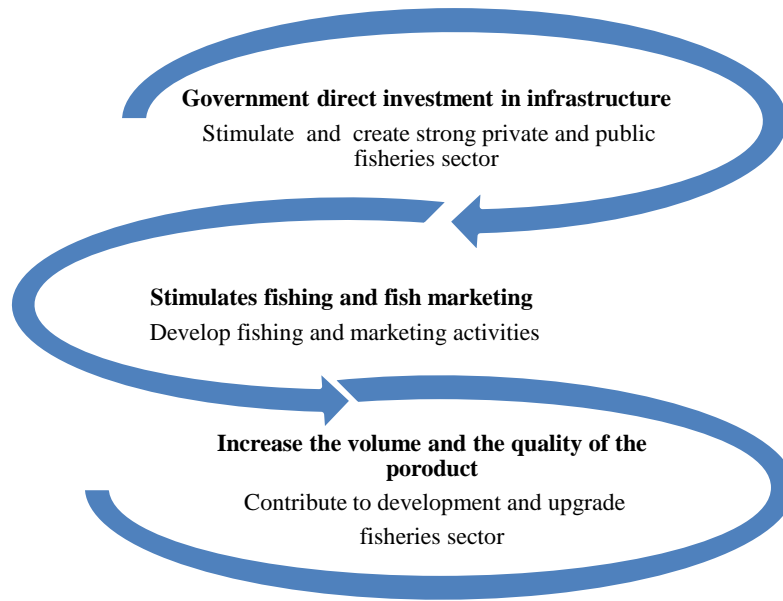 Government direct investment in infrastructure
Stimulate and create strong private and public
fisheries sector
Stimulates fishing and fish marketing
Develop fishing and marketing activities
Increase the volume and the quality of the
poroduct
Contribute to development and upgrade
fisheries sector